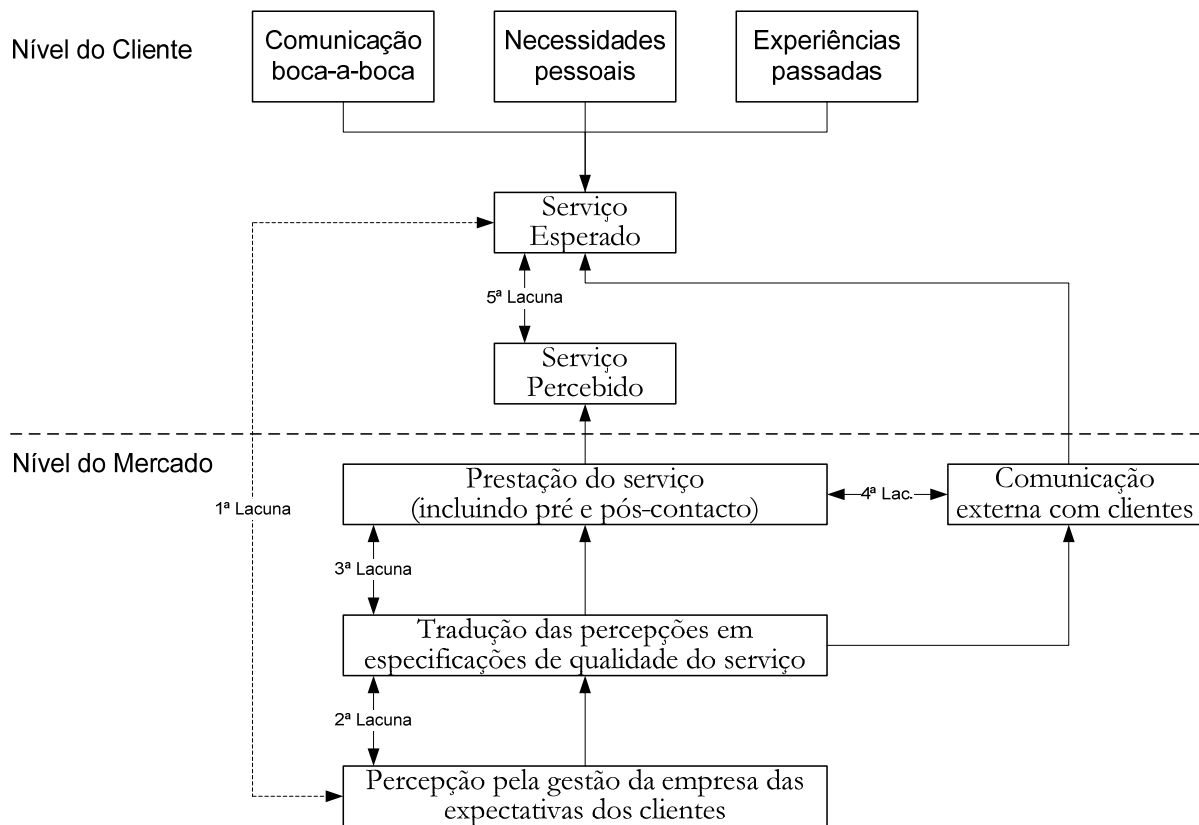 Nível do Cliente
Comunicação
boca-a-boca
Necessidades
pessoais
Experiências
passadas
Serviço
Esperado
5ª Lacuna
Serviço
Percebido
Nível do Mercado
1ª Lacuna
Prestação do serviço
(incluindo pré e pós-contacto)
4ª Lac.
Comunicação
externa com clientes
3ª Lacuna
Tradução das percepções em
especificações de qualidade do serviço
2ª Lacuna
Percepção pela gestão da empresa das
expectativas dos clientes